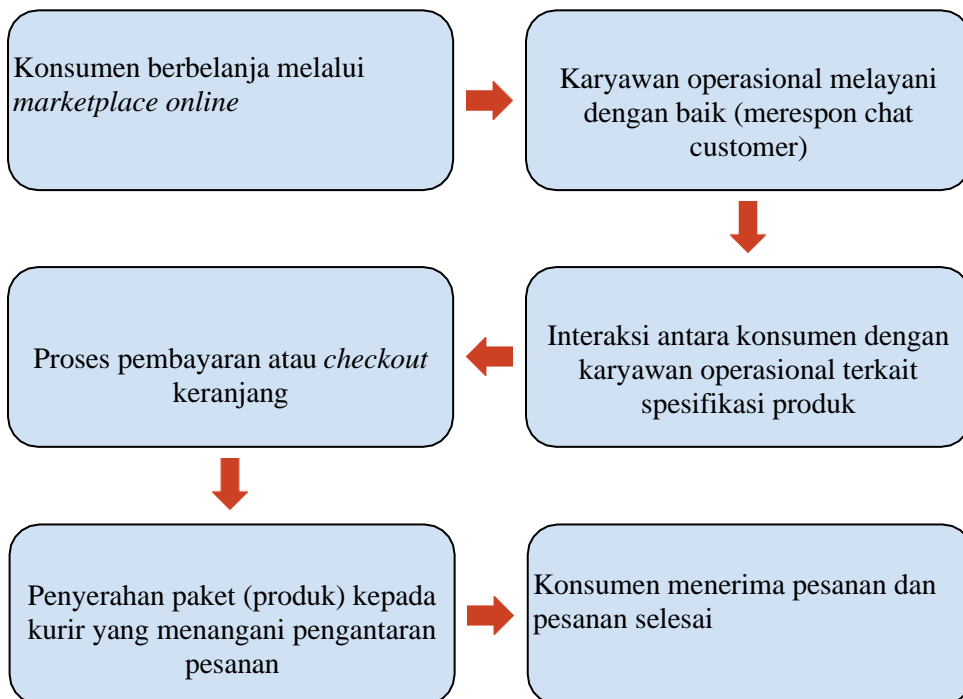 Konsumen berbelanja melalui
marketplace online
Karyawan operasional melayani
dengan baik (merespon chat
customer)
Interaksi antara konsumen dengan
karyawan operasional terkait
spesifikasi produk
Proses pembayaran atau checkout
keranjang
Penyerahan paket (produk) kepada
kurir yang menangani pengantaran
pesanan
Konsumen menerima pesanan dan
pesanan selesai